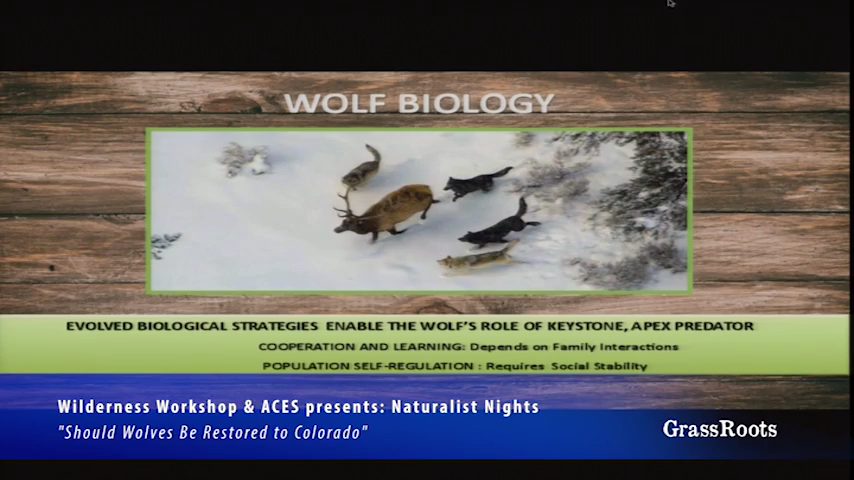 WOLF BIOLOGY
EVOLVED BIOLOGICAL STRATEGIES ENABLE THE WOLF'S ROLE OF KEYSTONE, APEX PREDATOR
COOPERATION AND LEARNING: Depends on Family Interactions
POPULATION SELF-REGULATION : Requires Social Stability
Wilderness Workshop & ACES presents: Naturalist Nights
"Should Wolves Be Restored to Colorado"
GrassRoots